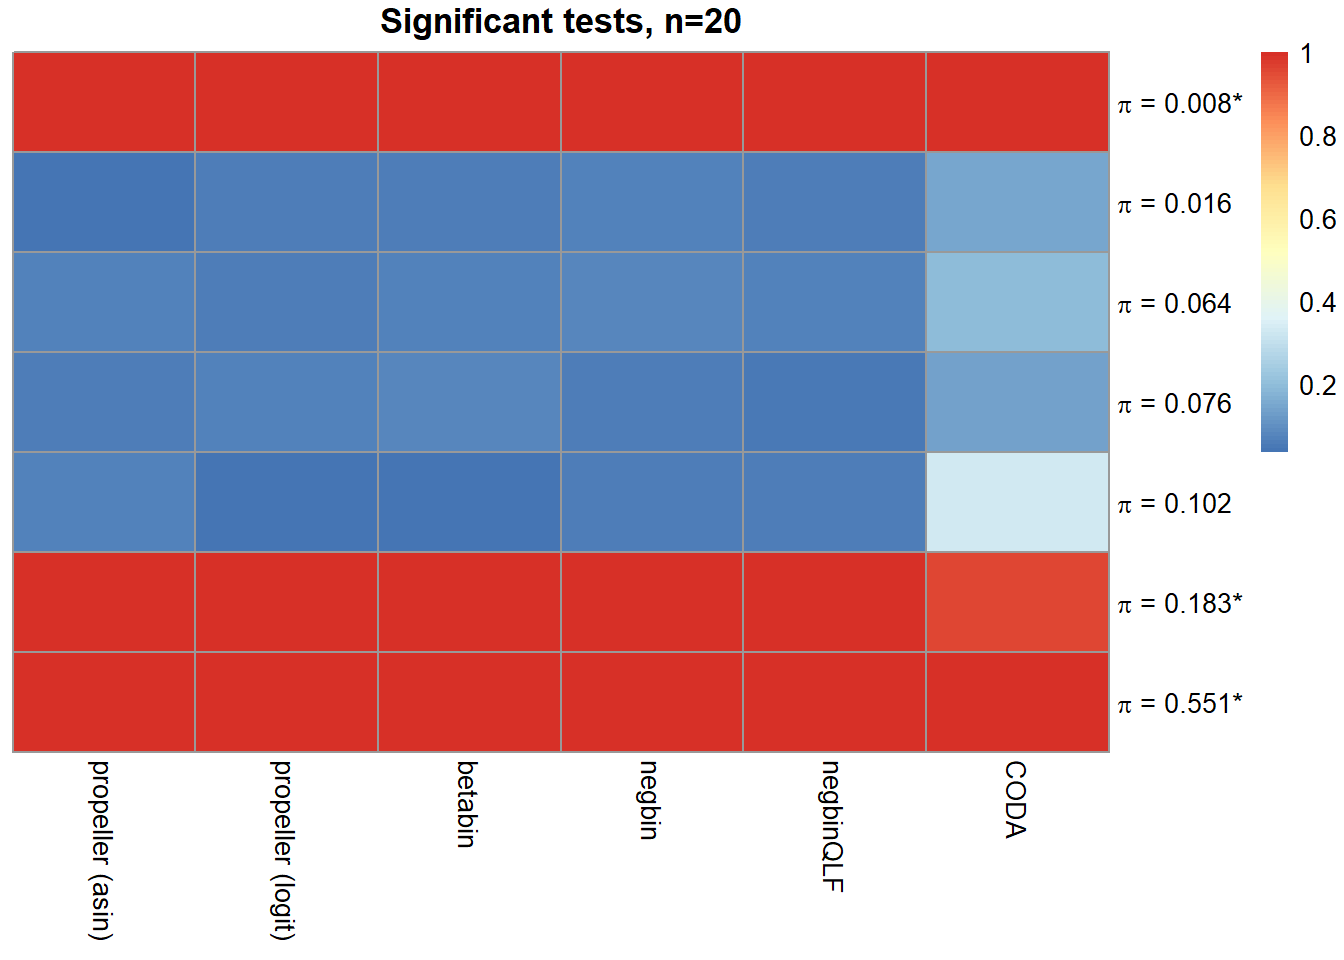 Significant tests, n=20
π = 0.008*
π = 0.016
π = 0.064
π = 0.076
π = 0.102
π = 0.183*
π = 0.551*
1
0.8
0.6
0.4
0.2
propeller (asin)
propeller (logit)
betabin
negbin
negbinQLF
CODA